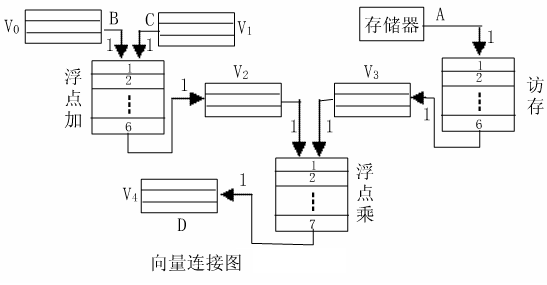 B C A
V0 V1 存储器
1 1 1
浮点加 1 2 6
V2 V3
1 1
访存 1 2 6
1 1
浮点乘 1 2 7
V4 1
D
向量连接图